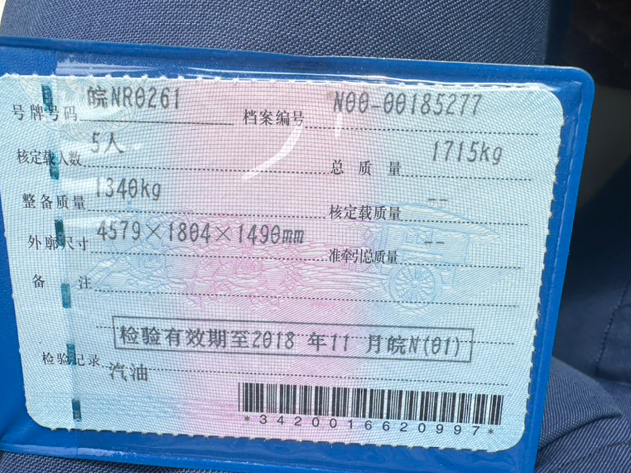 号牌号码 皖NR0261 档案编号 N00-00185277
核定载人数 5人 总质量 1715kg
整备质量 1340kg 核定载质量 --
外廓尺寸 4579×1804×1490mm 准牵引总质量 --
备注
检验有效期至2018 年11 月皖N(01)
检验记录 汽油
*3420016620997*